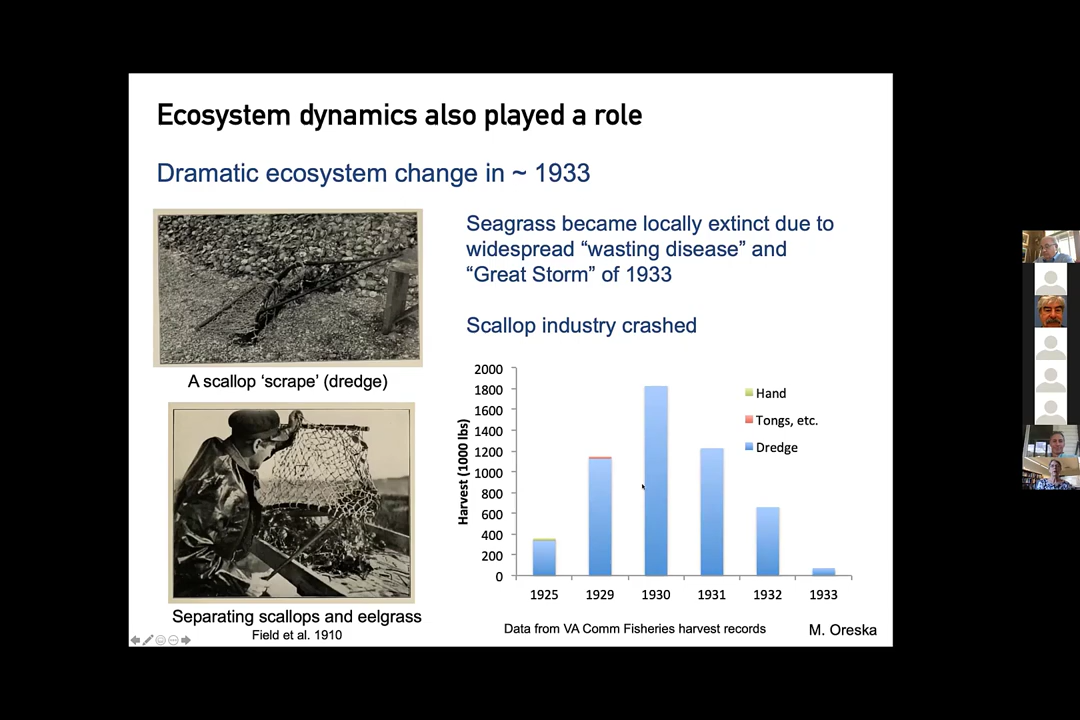 Ecosystem dynamics also played a role
Dramatic ecosystem change in ~ 1933
A scallop ‘scrape’ (dredge)
Separating scallops and eelgrass
Field et al. 1910
Seagrass became locally extinct due to
widespread “wasting disease” and
“Great Storm” of 1933
Scallop industry crashed
Harvest (1000 lbs)
2000
1800
1600
1400
1200
1000
800
600
400
200
0
1925 1929 1930 1931 1932 1933
Hand
Tongs, etc.
Dredge
Data from VA Comm Fisheries harvest records
M. Oreska